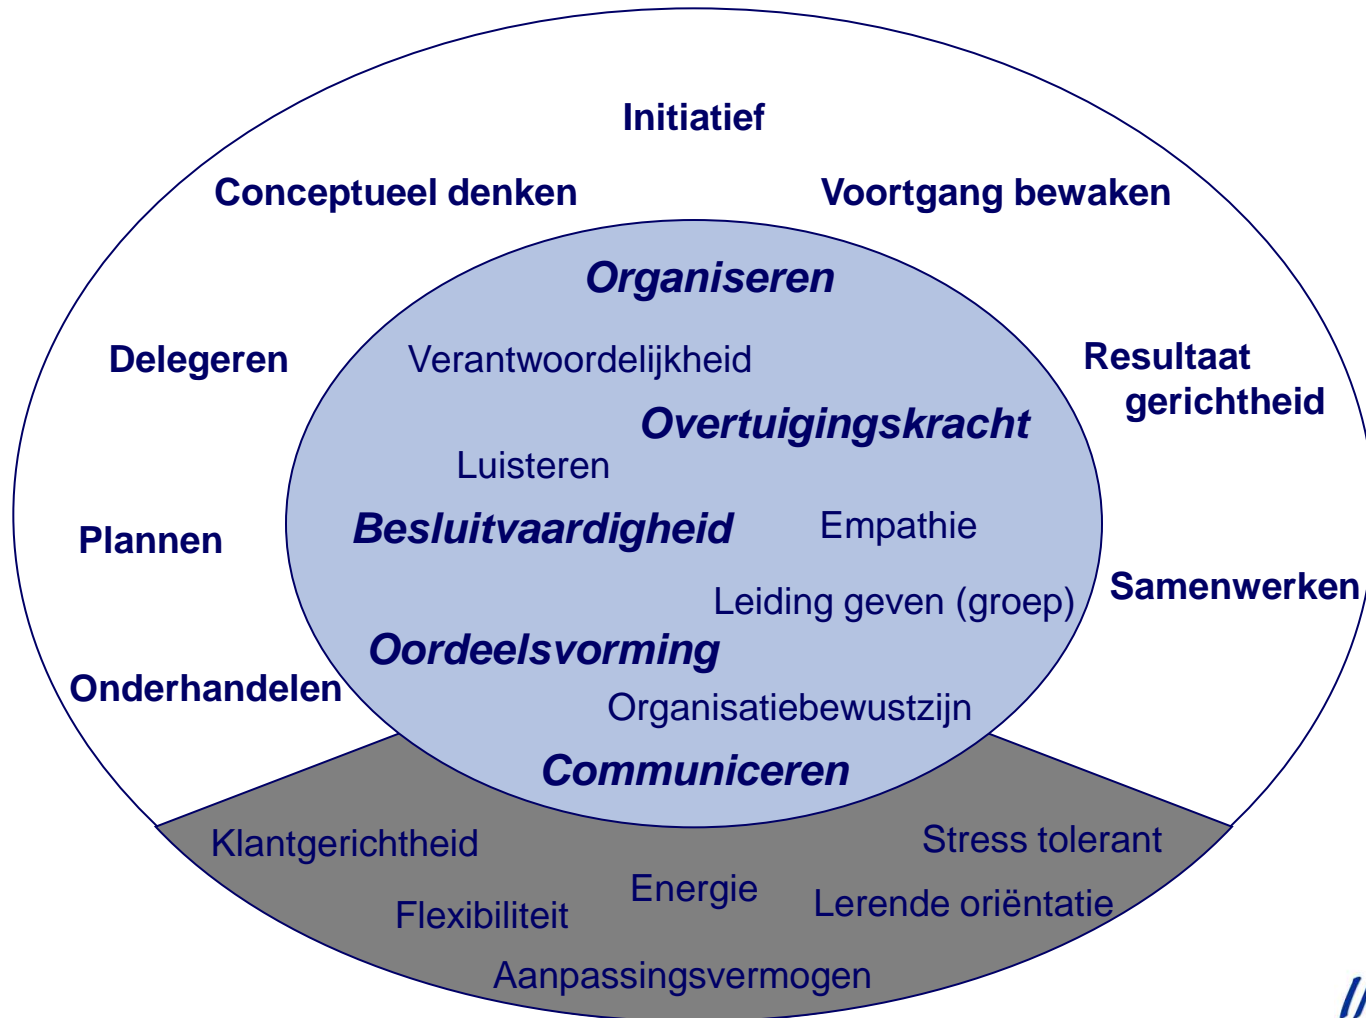 Initiatief
Conceptueel denken
Voortgang bewaken
Organiseren
Delegeren
Verantwoordelijkheid
Resultaat
gerichtheid
Overtuigingskracht
Luisteren
Besluitvaardigheid
Empathie
Plannen
Samenwerken
Leiding geven (groep)
Oordeelsvorming
Onderhandelen
Organisatiebewustzijn
Communiceren
Klantgerichtheid
Stress tolerant
Energie
Lerende oriëntatie
Flexibiliteit
Aanpassingsvermogen